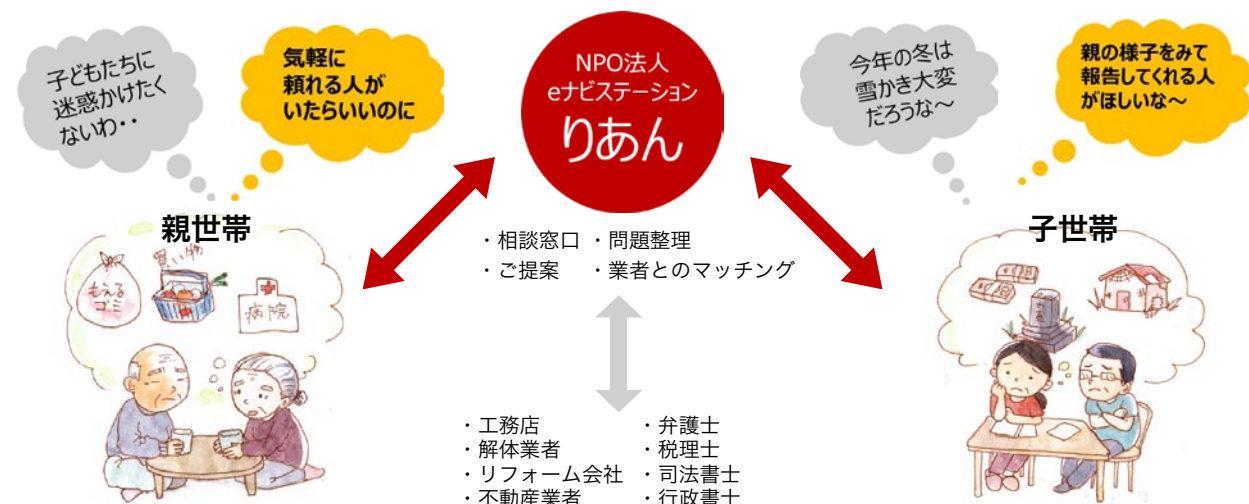 子どもたちに
迷惑かけたく
ないわ・・
気軽に
頼れる人が
いたらいいのに
NPO法人
eナビステーション
りあん
今年の冬は
雪かき大変
だろうな～
親の様子をみて
報告してくれる人
がほしいな～
親世帯
子世帯
・相談窓口 ・問題整理
・ご提案 ・業者とのマッチング
もえる
ゴミ
買い物
病院
・工務店
・解体業者
・リフォーム会社
・不動産業者
・弁護士
・税理士
・司法書士
・行政書士